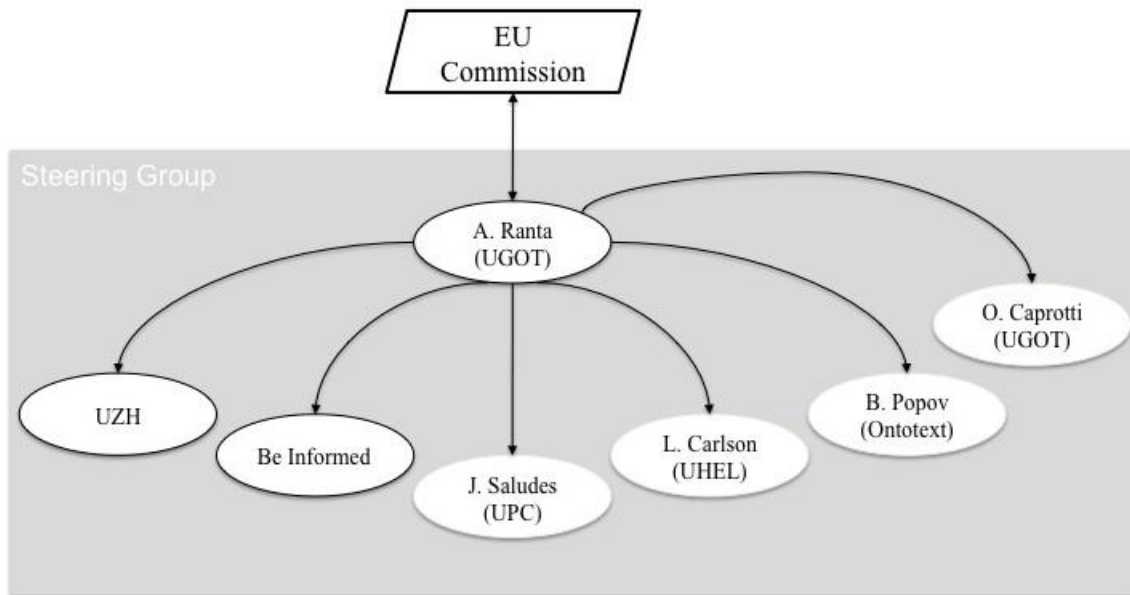 EU
Commission
Steering Group
A. Ranta
(UGOT)
O. Caprotti
(UGOT)
UZH
B. Popov
(Ontotext)
Be Informed
L. Carlson
(UHEL)
J. Saludes
(UPC)